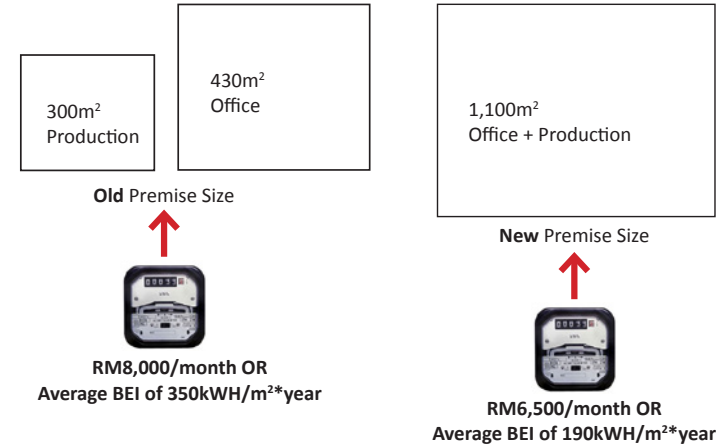 300m²
Production
430m²
Office
Old Premise Size
RM8,000/month OR
Average BEI of 350kWH/m²*year
1,100m²
Office + Production
New Premise Size
RM6,500/month OR
Average BEI of 190kWH/m²*year